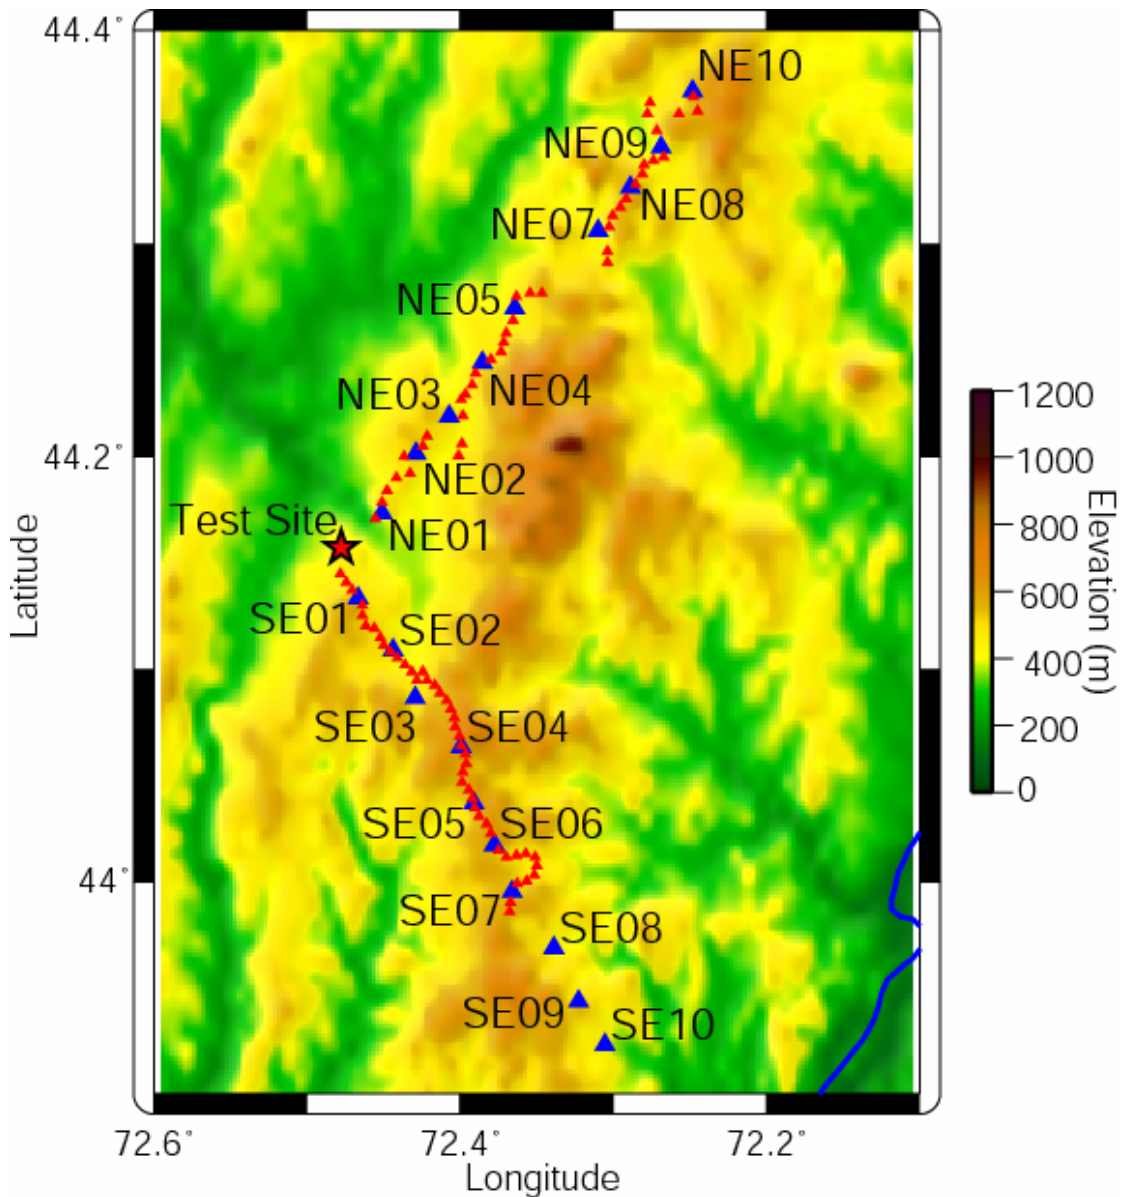 44.4°
NE10
NE09
NE08
NE07
NE05
NE03
NE04
1200
44.2°
1000
NE02
Test Site
NE01
800
600
SE01
SE02
400
SE03
SE04
200
SE05
SE06
0
44°
SE07
SE08
SE09
SE10
72.6°
72.4°
72.2°
Latitude
Longitude
Elevation (m)